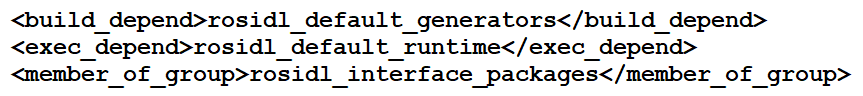 <build_depend>rosidl_default_generators</build_depend>
<exec_depend>rosidl_default_runtime</exec_depend>
<member_of_group>rosidl_interface_packages</member_of_group>